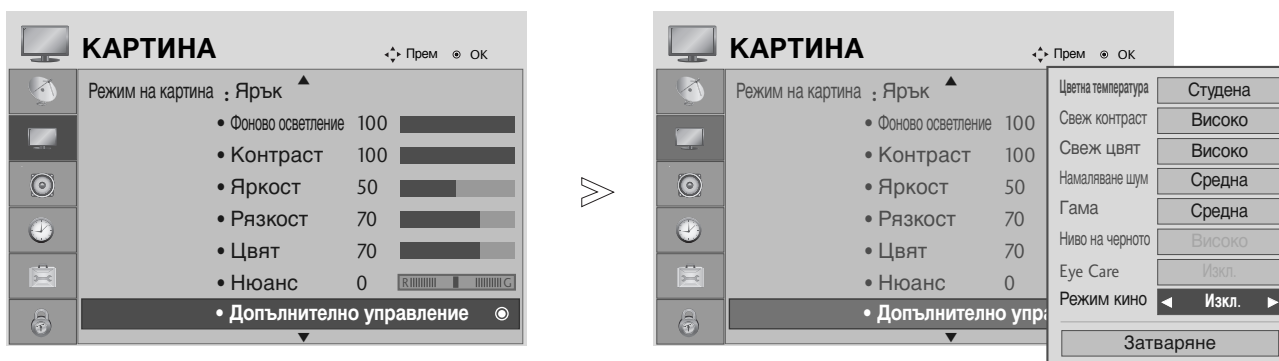 КАРТИНА
Прем OK
Режим на картина : Ярък
• Фоново осветление 100
• Контраст 100
• Яркост 50
• Рязкост 70
• Цвят 70
• Нюанс 0 R G
• Допълнително управление
КАРТИНА
Прем OK
Режим на картина : Ярък
• Фоново осветление 100
• Контраст 100
• Яркост 50
• Рязкост 70
• Цвят 70
• Нюанс 0
• Допълнително упра
Цветна температура Студена
Свеж контраст Високо
Свеж цвят Високо
Намаляване шум Средна
Гама Средна
Ниво на черното Високо
Eye Care Изкл.
Режим кино Изкл.
Затваряне